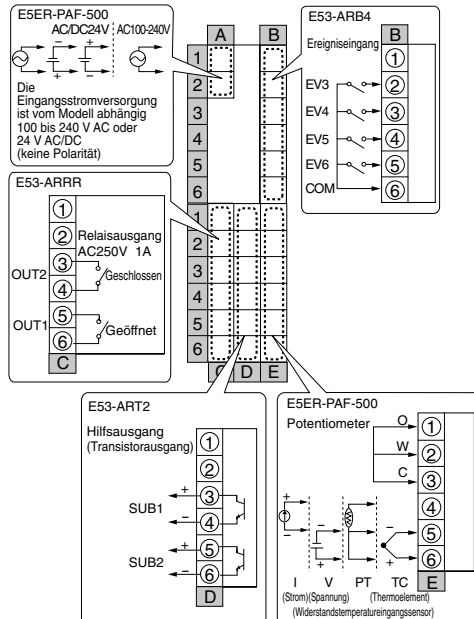 E5ER-PAF-500
AC/DC24V AC100-240V
Die
Eingangsstromversorgung
ist vom Modell abhängig
100 bis 240 V AC oder
24 V AC/DC
(keine Polarität)
A B
1
2
3
4
5
6
1
2
3
4
5
6
C D E
E53-ARB4
Ereigniseingang
B
1
EV3 2
EV4 3
EV5 4
EV6 5
COM 6
E53-ARRR
1
2
Relaisausgang
AC250V 1A
3
OUT2 Geschlossen
4
OUT1 5
Geöffnet
6
C
E53-ART2
Hilfsausgang
(Transistorausgang)
1
2
+ 3
SUB1
− 4
+ 5
SUB2
− 6
D
E5ER-PAF-500
Potentiometer
O 1
W 2
C 3
4
5
6
E
+ − −
− + +
I V PT TC
(Strom) (Spannung) (Thermoelement)
(Widerstandstemperatureingangssensor)